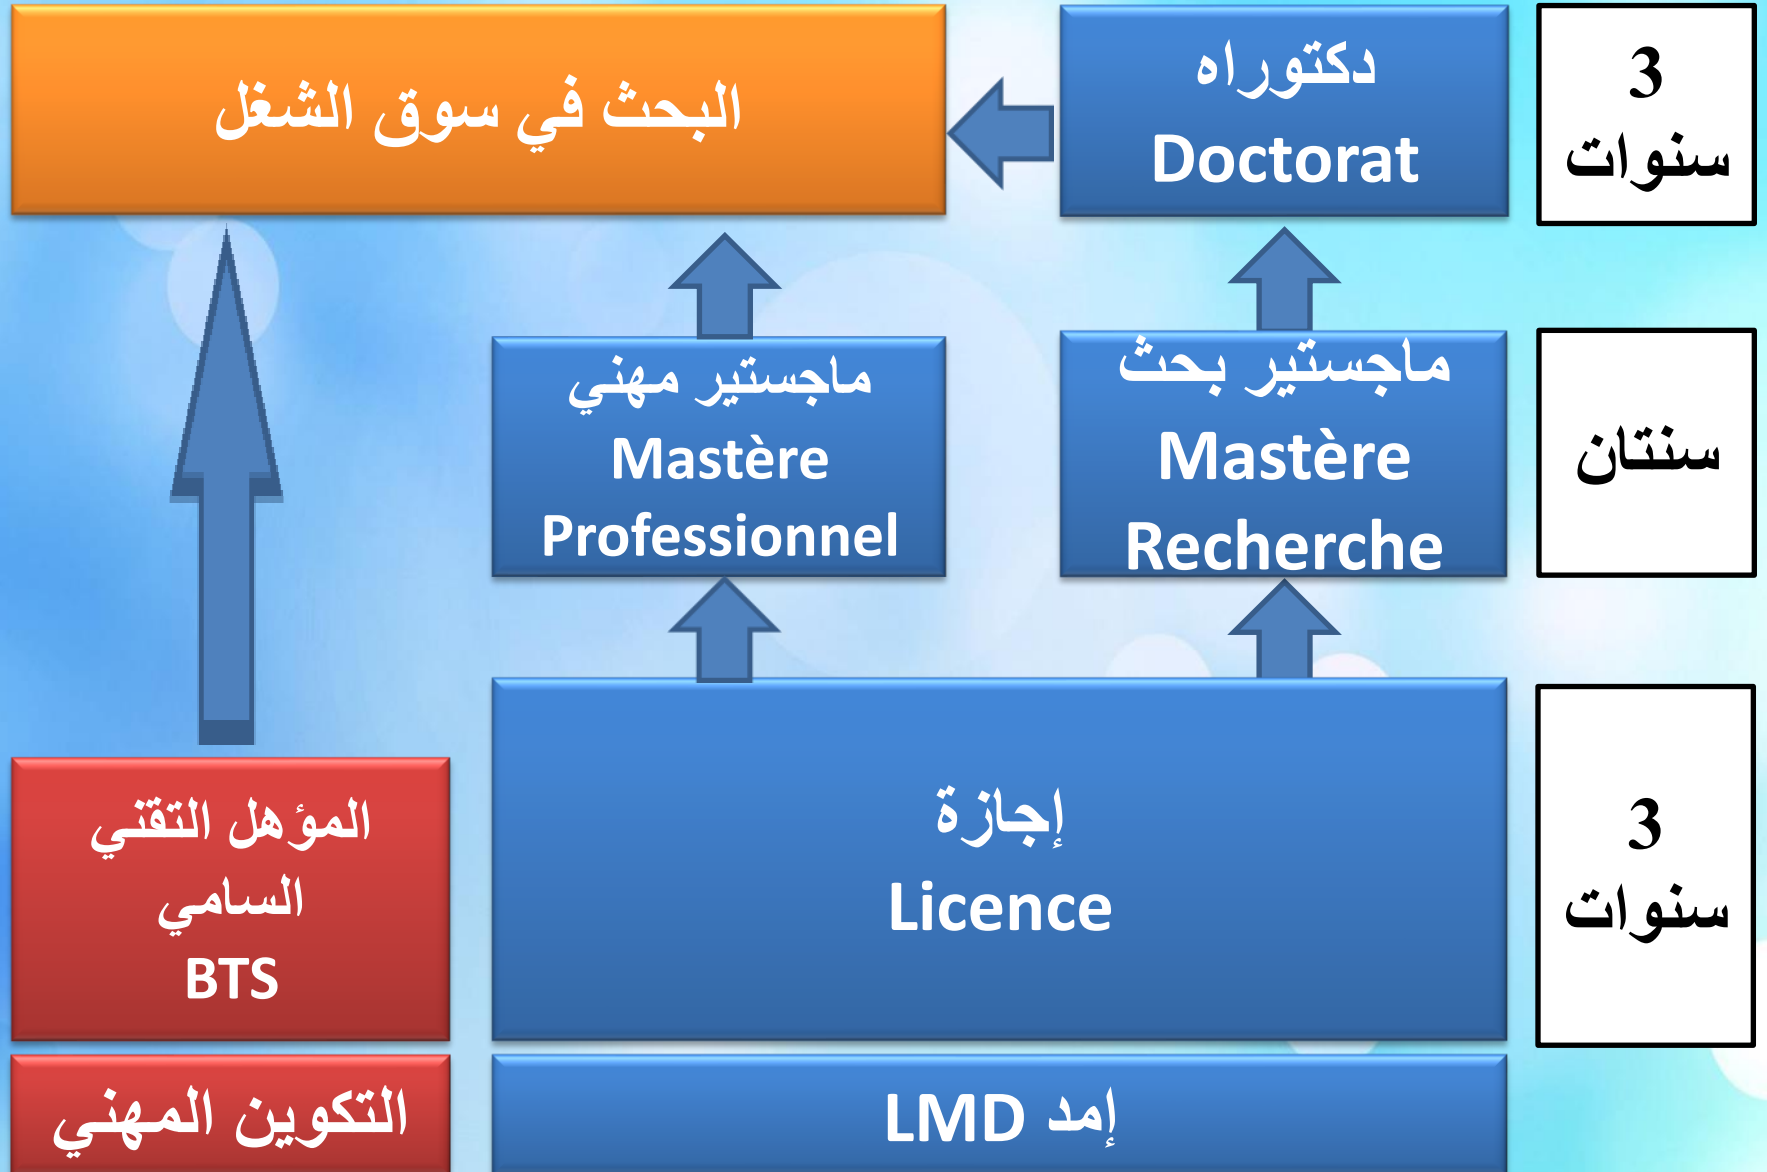 3
سنوات
دكتوراه
Doctorat
البحث في سوق الشغل
سنتان
ماجستير بحث
Mastère
Recherche
ماجستير مهني
Mastère
Professionnel
3
سنوات
إجازة
Licence
المؤهل التقني
السامي
BTS
إمد LMD
التكوين المهني